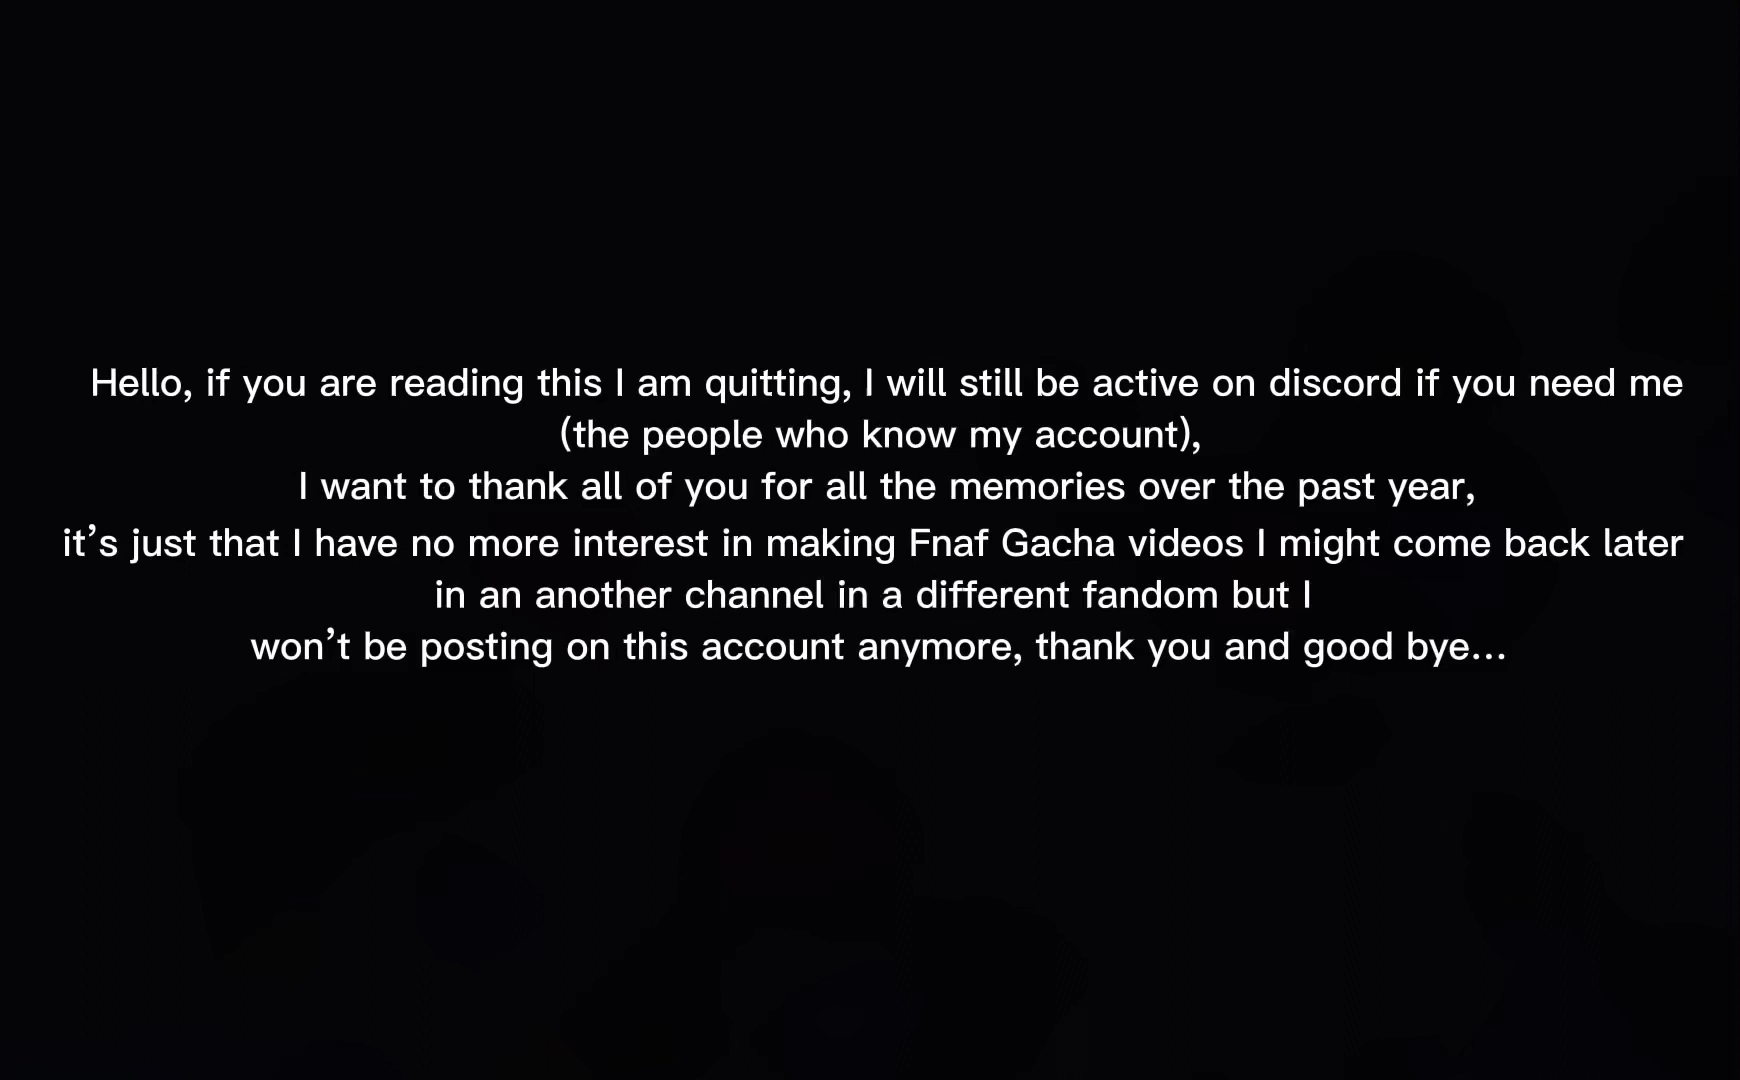 Hello, if you are reading this I am quitting, I will still be active on discord if you need me
(the people who know my account),
I want to thank all of you for all the memories over the past year,
it’s just that I have no more interest in making Fnaf Gacha videos I might come back later
in an another channel in a different fandom but I
won’t be posting on this account anymore, thank you and good bye...